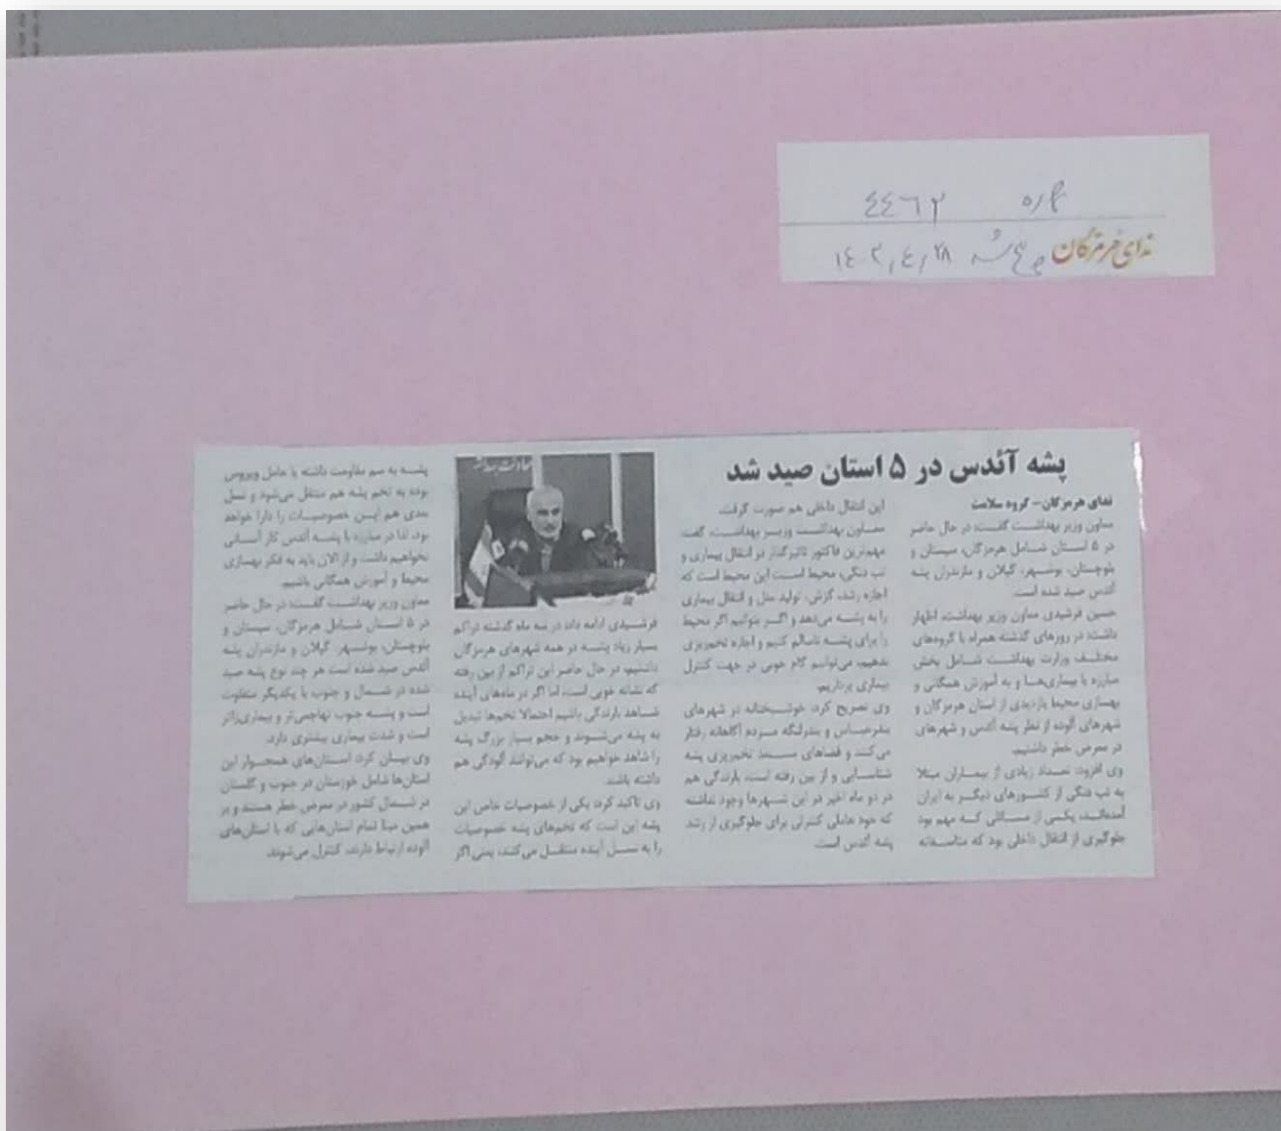 شماره ٤٤٦٢
ندای هرمزگان
١٤٠٣,٤,٢٨
پشه آئدس در ۵ استان صید شد
ندای هرمزگان- گروه سلامت
معاون وزیر بهداشت گفت: در حال حاضر
در ۵ استان شامل هرمزگان، سیستان و
بلوچستان، بوشهر، گیلان و مازندران پشه
آئدس صید شده است.
حسین فرشیدی معاون وزیر بهداشت، اظهار
داشت: در روزهای گذشته همراه با گروه‌های
مختلف وزارت بهداشت شامل بخش
مبارزه با بیماری‌ها و به آموزش همگانی و
بهسازی محیط بازدیدی از استان هرمزگان و
شهرهای آلوده از نظر پشه آئدس و شهرهای
در معرض خطر داشتیم.
وی افزود: تعداد زیادی از بیماران مبتلا
به تب دنگی از کشورهای دیگر به ایران
آمده‌اند، یکی از مسائلی که مهم بود
جلوگیری از انتقال داخلی بود که متاسفانه
این انتقال داخلی هم صورت گرفت.
معاون بهداشت وزیر بهداشت، گفت:
مهم‌ترین فاکتور تاثیرگذار در انتقال بیماری و
تب دنگی، محیط است این محیط است که
اجازه رشد، گزش، تولید مثل و انتقال بیماری
را به پشه می‌دهد و اگر بتوانیم اگر محیط
را برای پشه ناسالم کنیم و اجازه تخم‌ریزی
ندهیم، می‌توانیم گام خوبی در جهت کنترل
بیماری برداریم.
وی تصریح کرد: خوشبختانه در شهرهای
بندرعباس و بندرلنگه مردم آگاهانه رفتار
می‌کنند و فضاهای مستعد تخم‌ریزی پشه
شناسایی و از بین رفته است، بارندگی هم
در دو ماه اخیر در این شهرها وجود نداشته
که خود عاملی کنترلی برای جلوگیری از رشد
پشه آئدس است.
معاونت بهداشت
فرشیدی ادامه داد: در سه ماه گذشته تراکم
بسیار زیاد پشه در همه شهرهای هرمزگان
داشتیم، در حال حاضر این تراکم از بین رفته
که نشانه خوبی است، اما اگر در ماه‌های آینده
شاهد بارندگی باشیم احتمالا تخم‌ها تبدیل
به پشه می‌شوند و حجم بسیار بزرگ پشه
را شاهد خواهیم بود که می‌توانند آلودگی هم
داشته باشند.
وی تاکید کرد: یکی از خصوصیات خاص این
پشه این است که تخم‌های پشه خصوصیات
را به نسل آینده منتقل می‌کنند، یعنی اگر
پشه به سم مقاومت داشته یا حامل ویروس
بوده به تخم پشه هم منتقل می‌شود و نسل
بعدی هم این خصوصیات را دارا خواهد
بود، لذا در مبارزه با پشه آئدس کار آسانی
نخواهیم داشت و از الان باید به فکر بهسازی
محیط و آموزش همگانی باشیم.
معاون وزیر بهداشت گفت: در حال حاضر
در ۵ استان شامل هرمزگان، سیستان و
بلوچستان، بوشهر، گیلان و مازندران پشه
آئدس صید شده است هر چند نوع پشه صید
شده در شمال و جنوب با یکدیگر متفاوت
است و پشه جنوب تهاجمی‌تر و بیماری‌زاتر
است و شدت بیماری بیشتری دارد.
وی بیان کرد: استان‌های همجوار این
استان‌ها شامل خوزستان در جنوب و گلستان
در شمال کشور در معرض خطر هستند و بر
همین مبنا تمام استان‌هایی که با استان‌های
آلوده ارتباط دارند، کنترل می‌شوند.